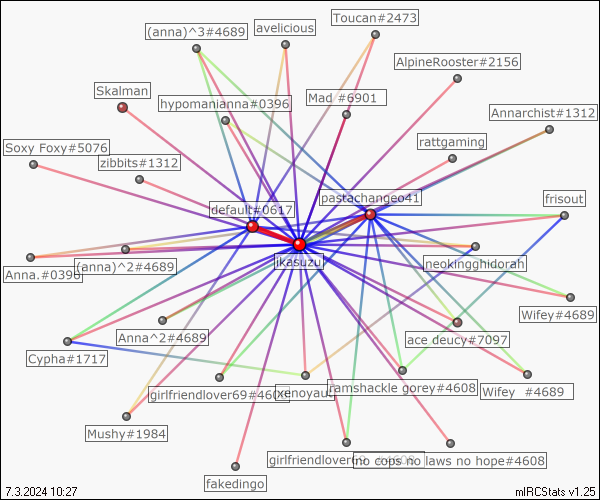 Toucan#2473
(anna)^3#4689
avelicious
AlpineRooster#2156
Skalman
hypomanianna#0396
Mad #6901
Annarchist#1312
Soxy Foxy#5076
rattgaming
zibbits#1312
pastachangeo41
frisout
default#0617
jkasuzu
neokingghidorah
Anna.#0396
(anna)^2#4689
Wifey#4689
Anna^2#4689
ace deucy#7097
Cypha#1717
girlfriendlover69#460
xenoyaut
ramshackle gorey#4608
Wifey #4689
Mushy#1984
girlfriendlover
no cops no laws no hope#4608
fakedingo
7.3.2024 10:27
mIRCStats v1.25